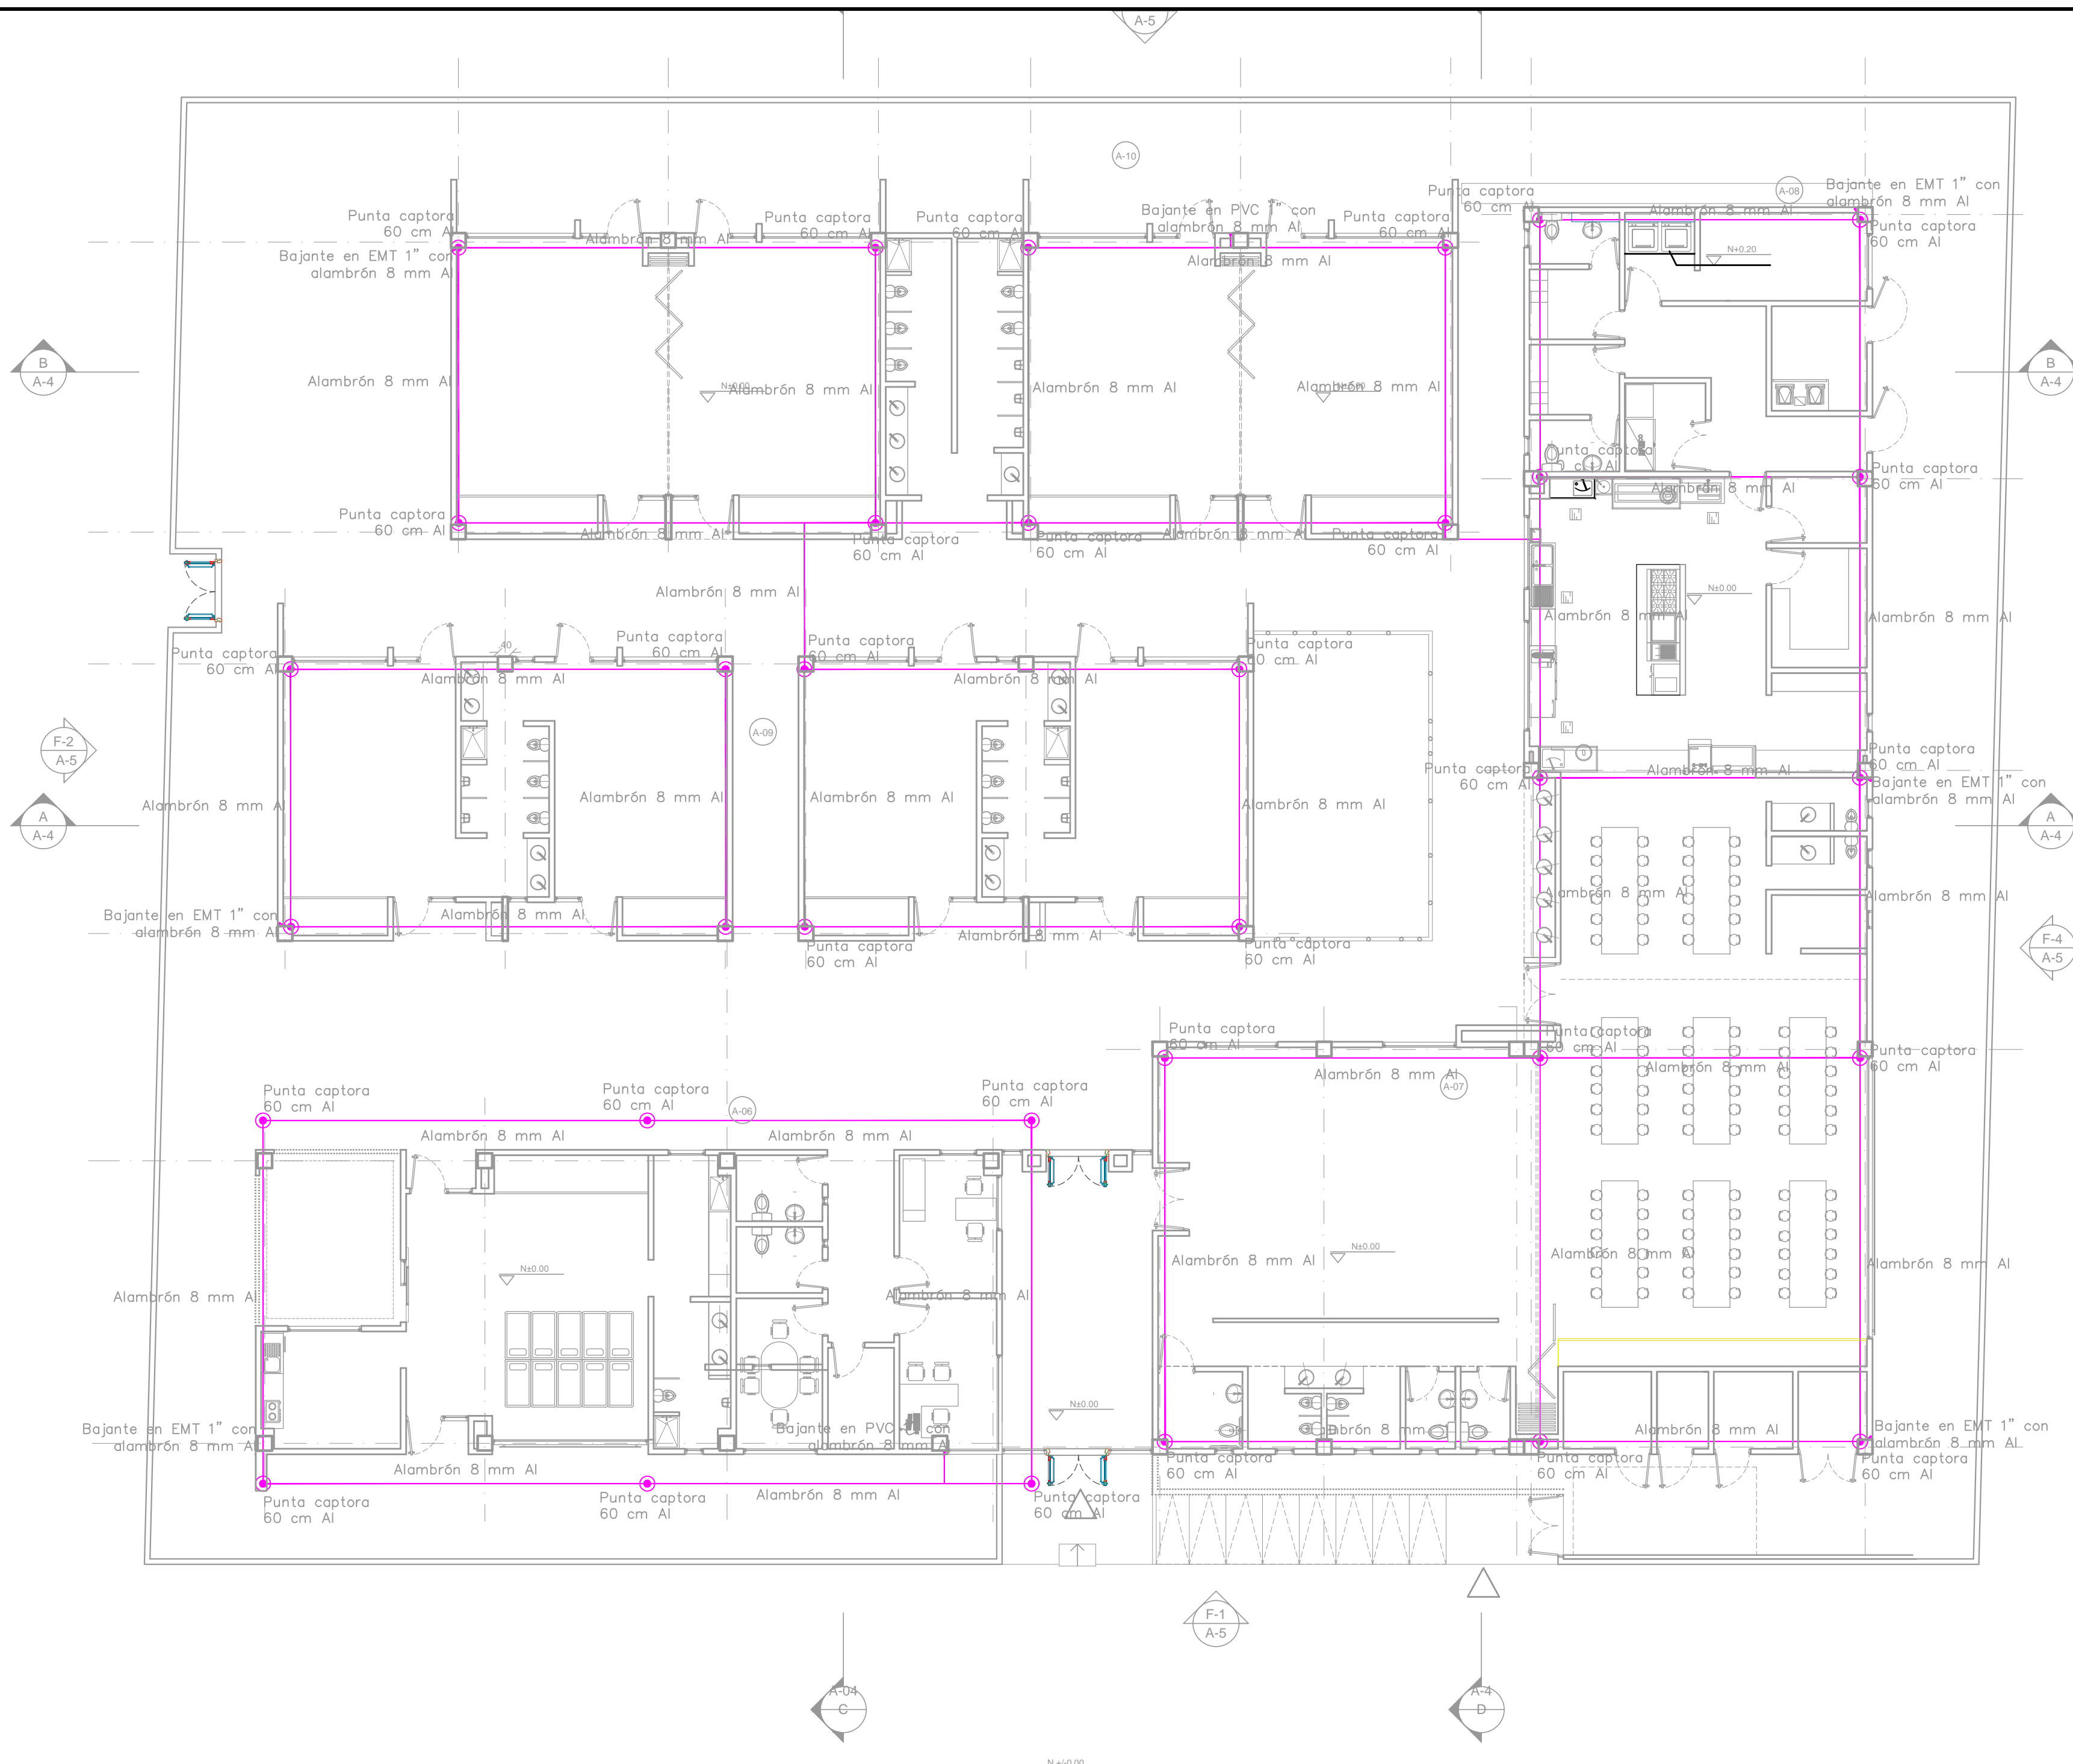 A-5
A-10
A-08
Bajante en EMT 1" con
alambrón 8 mm Al
Punta captora
60 cm Al
Punta captora
60 cm Al
Punta captora
60 cm Al
Punta captora
60 cm Al
Bajante en PVC 1" con
alambrón 8 mm Al
Punta captora
60 cm Al
Punta captora
60 cm Al
Alambrón 8 mm Al
Alambrón 8 mm Al
Alambrón 8 mm Al
Bajante en EMT 1" con
alambrón 8 mm Al
N+0.20
B
A-4
B
A-4
Alambrón 8 mm Al
N±0.00
Alambrón 8 mm Al
Alambrón 8 mm Al
Alambrón 8 mm Al
Punta captora
cm Al
Punta captora
60 cm Al
Alambrón 8 mm Al
Punta captora
60 cm Al
Alambrón 8 mm Al
Punta captora
60 cm Al
Punta captora
60 cm Al
Alambrón 8 mm Al
Punta captora
60 cm Al
Alambrón 8 mm Al
N±0.00
Alambrón 8 mm Al
Alambrón 8 mm Al
Punta captora
60 cm Al
.40
Punta captora
60 cm Al
Punta captora
60 cm Al
Punta captora
60 cm Al
Alambrón 8 mm Al
Alambrón 8 mm Al
A-09
F-2
A-5
Punta captora
60 cm Al
Alambrón 8 mm Al
Punta captora
60 cm Al
Bajante en EMT 1" con
alambrón 8 mm Al
A
A-4
Alambrón 8 mm Al
Alambrón 8 mm Al
Alambrón 8 mm Al
Alambrón 8 mm Al
A
A-4
Alambrón 8 mm Al
Alambrón 8 mm Al
Bajante en EMT 1" con
alambrón 8 mm Al
Alambrón 8 mm Al
Alambrón 8 mm Al
Punta captora
60 cm Al
Punta captora
60 cm Al
F-4
A-5
Punta captora
60 cm Al
Punta captora
60 cm Al
Punta captora
60 cm Al
Alambrón 8 mm Al
A-07
Alambrón 8 mm Al
Punta captora
60 cm Al
Punta captora
60 cm Al
Punta captora
60 cm Al
A-06
Alambrón 8 mm Al
Alambrón 8 mm Al
N±0.00
N±0.00
Alambrón 8 mm Al
Alambrón 8 mm Al
Alambrón 8 mm Al
Alambrón 8 mm Al
Alambrón 8 mm Al
N±0.00
Bajante en EMT 1" con
alambrón 8 mm Al
Bajante en PVC 1" con
alambrón 8 mm Al
Alambrón 8 mm
Alambrón 8 mm Al
Bajante en EMT 1" con
alambrón 8 mm Al
Alambrón 8 mm Al
Alambrón 8 mm Al
Punta captora
60 cm Al
Punta captora
60 cm Al
Punta captora
60 cm Al
Punta captora
60 cm Al
Punta captora
60 cm Al
Punta captora
60 cm Al
F-1
A-5
A-04
C
A-4
D
N +/-0.00